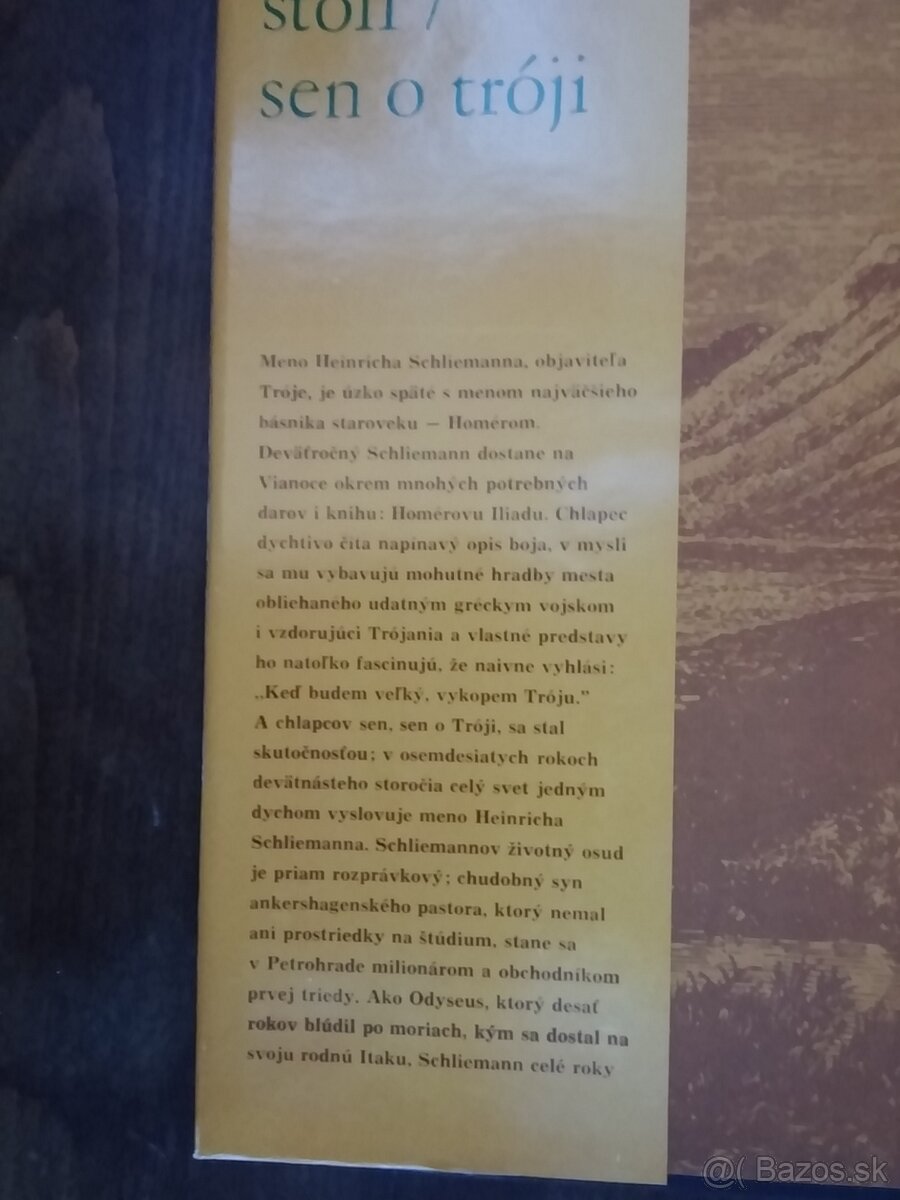 stoll /
sen o tróji
Meno Heinricha Schliemanna, objaviteľa
Tróje, je úzko späté s menom najväčšieho
básnika staroveku – Homérom.
Deväťročný Schliemann dostane na
Vianoce okrem mnohých potrebných
darov i knihu: Homérovu Iliadu. Chlapec
dychtivo číta napínavý opis boja, v mysli
sa mu vybavujú mohutné hradby mesta
obliehaného udatným gréckym vojskom
i vzdorujúci Trójania a vlastné predstavy
ho natoľko fascinujú, že naivne vyhlási:
„Keď budem veľký, vykopem Tróju.”
A chlapcov sen, sen o Tróji, sa stal
skutočnosťou; v osemdesiatych rokoch
devätnásteho storočia celý svet jedným
dychom vyslovuje meno Heinricha
Schliemanna. Schliemannov životný osud
je priam rozprávkový; chudobný syn
ankershagenského pastora, ktorý nemal
ani prostriedky na štúdium, stane sa
v Petrohrade milionárom a obchodníkom
prvej triedy. Ako Odyseus, ktorý desať
rokov blúdil po moriach, kým sa dostal na
svoju rodnú Itaku, Schliemann celé roky
@( Bazos.sk